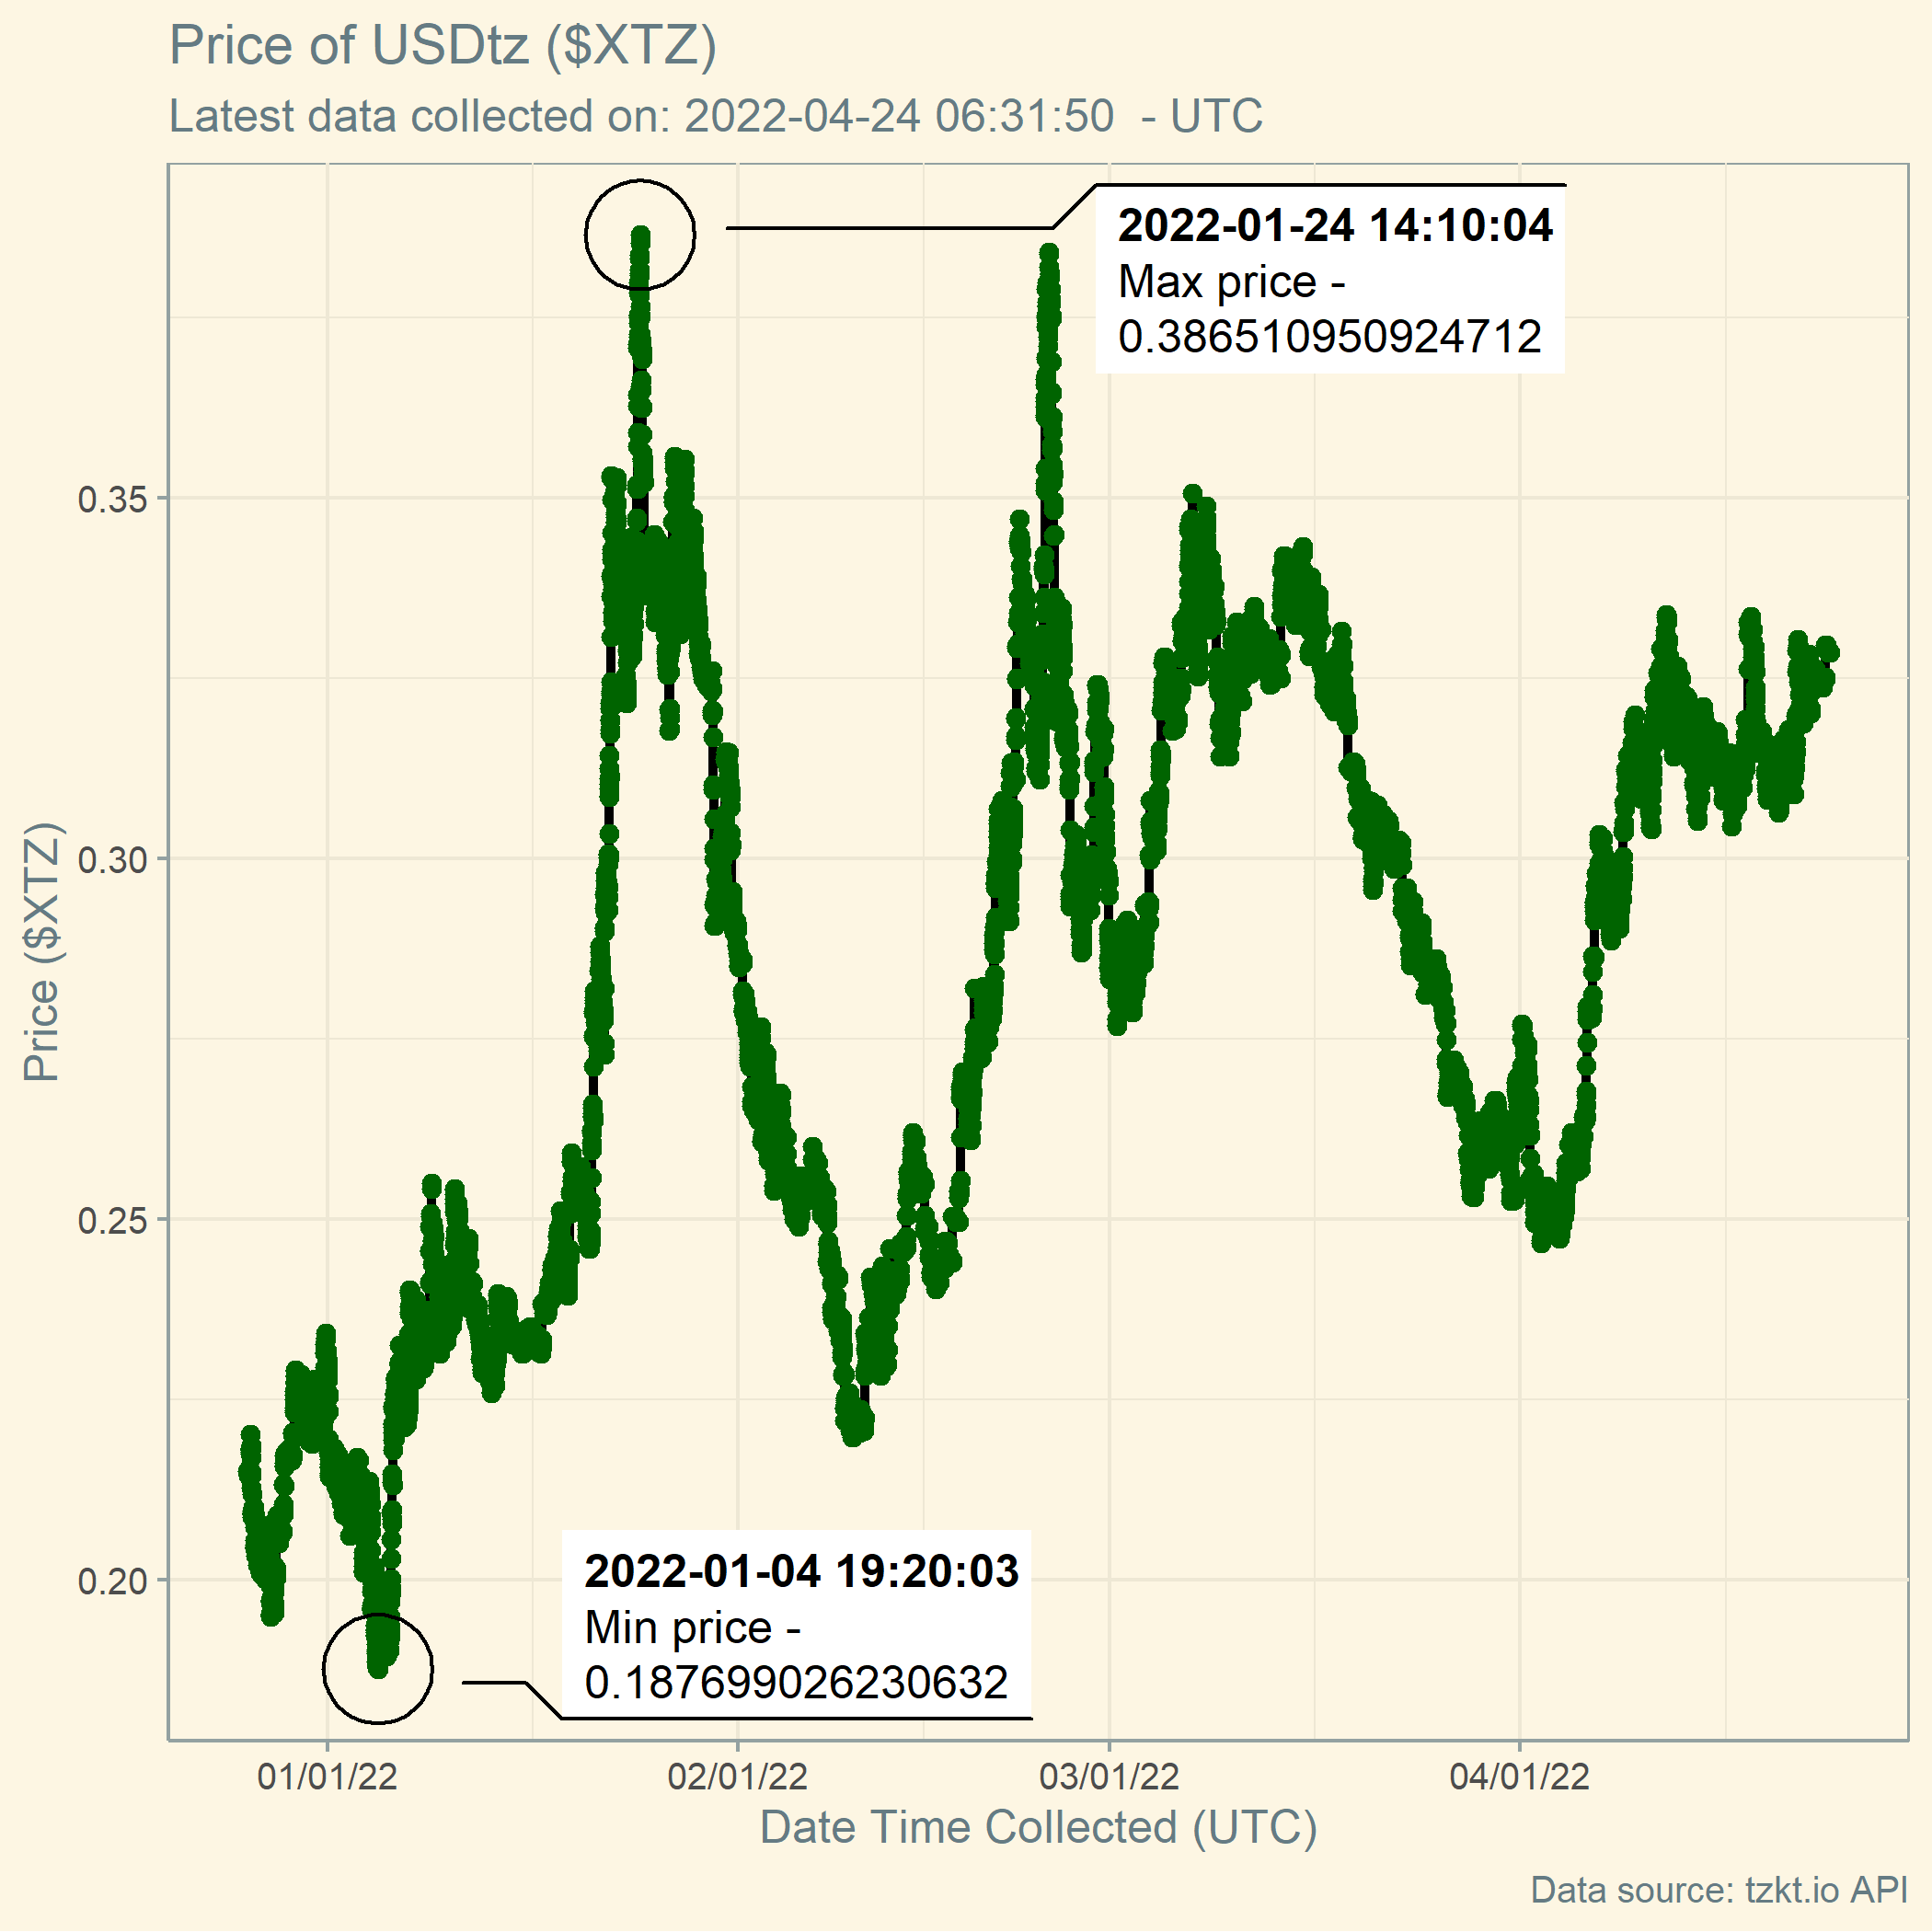 Price of USDtz ($XTZ)
Latest data collected on: 2022-04-24 06:31:50  - UTC
2022-01-24 14:10:04
Max price -
0.386510950924712
0.35
0.30
0.25
0.20
Price ($XTZ)
2022-01-04 19:20:03
Min price -
0.187699026230632
01/01/22
02/01/22
03/01/22
04/01/22
Date Time Collected (UTC)
Data source: tzkt.io API